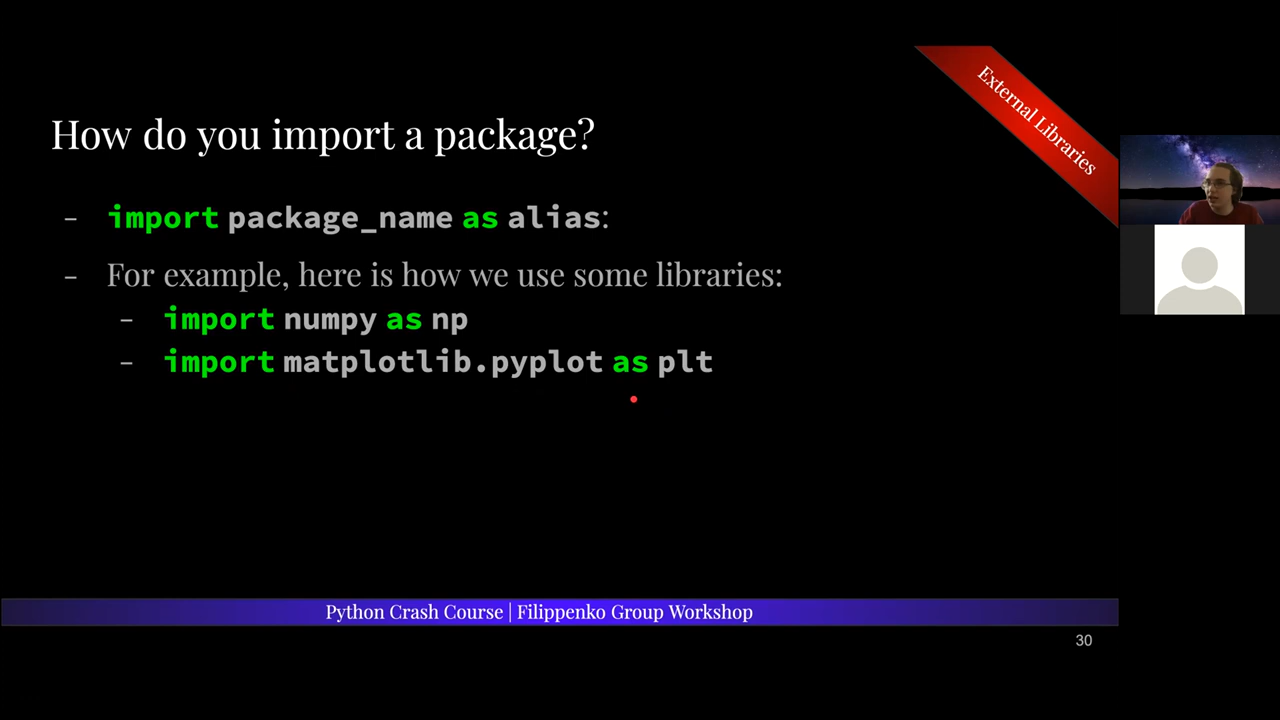 External Libraries
How do you import a package?
- import package_name as alias:
- For example, here is how we use some libraries:
- import numpy as np
- import matplotlib.pyplot as plt
Python Crash Course | Filippenko Group Workshop
30